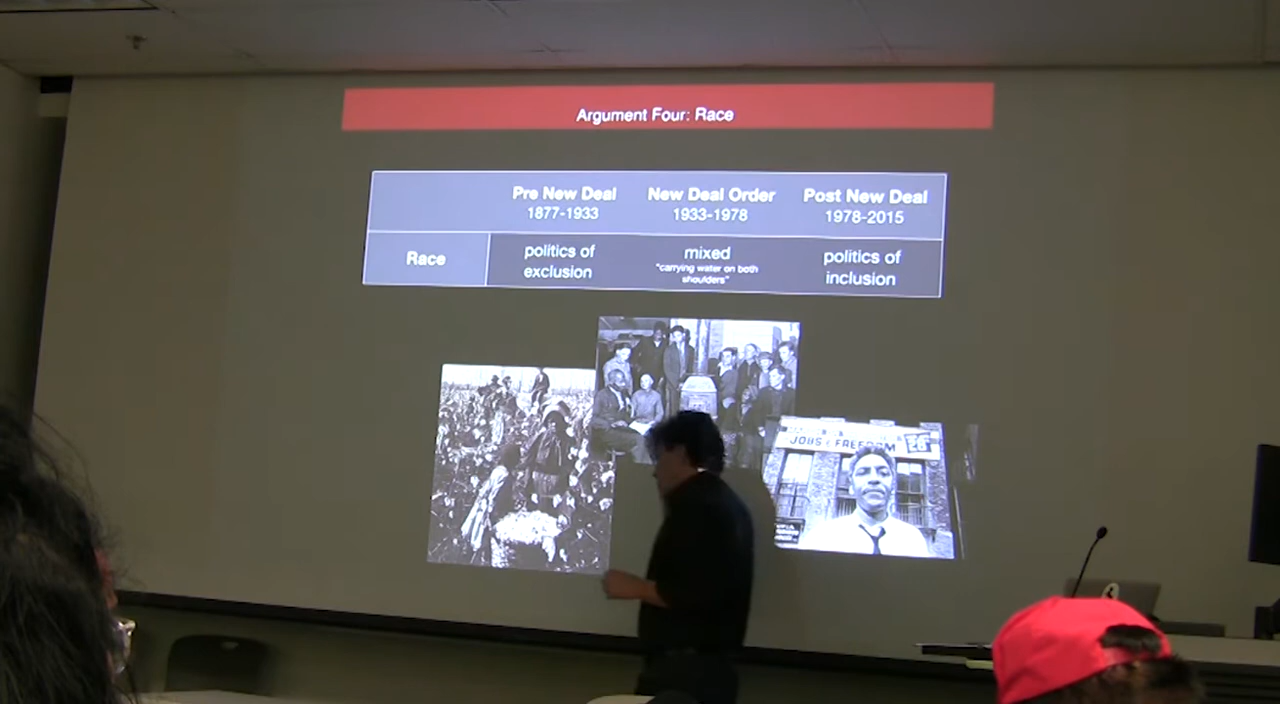 Argument Four: Race
Pre New Deal
1877-1933
New Deal Order
1933-1978
Post New Deal
1978-2015
Race
politics of
exclusion
mixed
"carrying water on both
shoulders"
politics of
inclusion
JOBS & FREEDOM